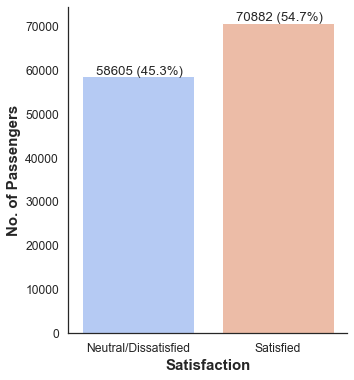 70882 (54.7%)
70000
58605 (45.3%)
60000
50000
40000
30000
20000
10000
0
No. of Passengers
Neutral/Dissatisfied
Satisfied
Satisfaction